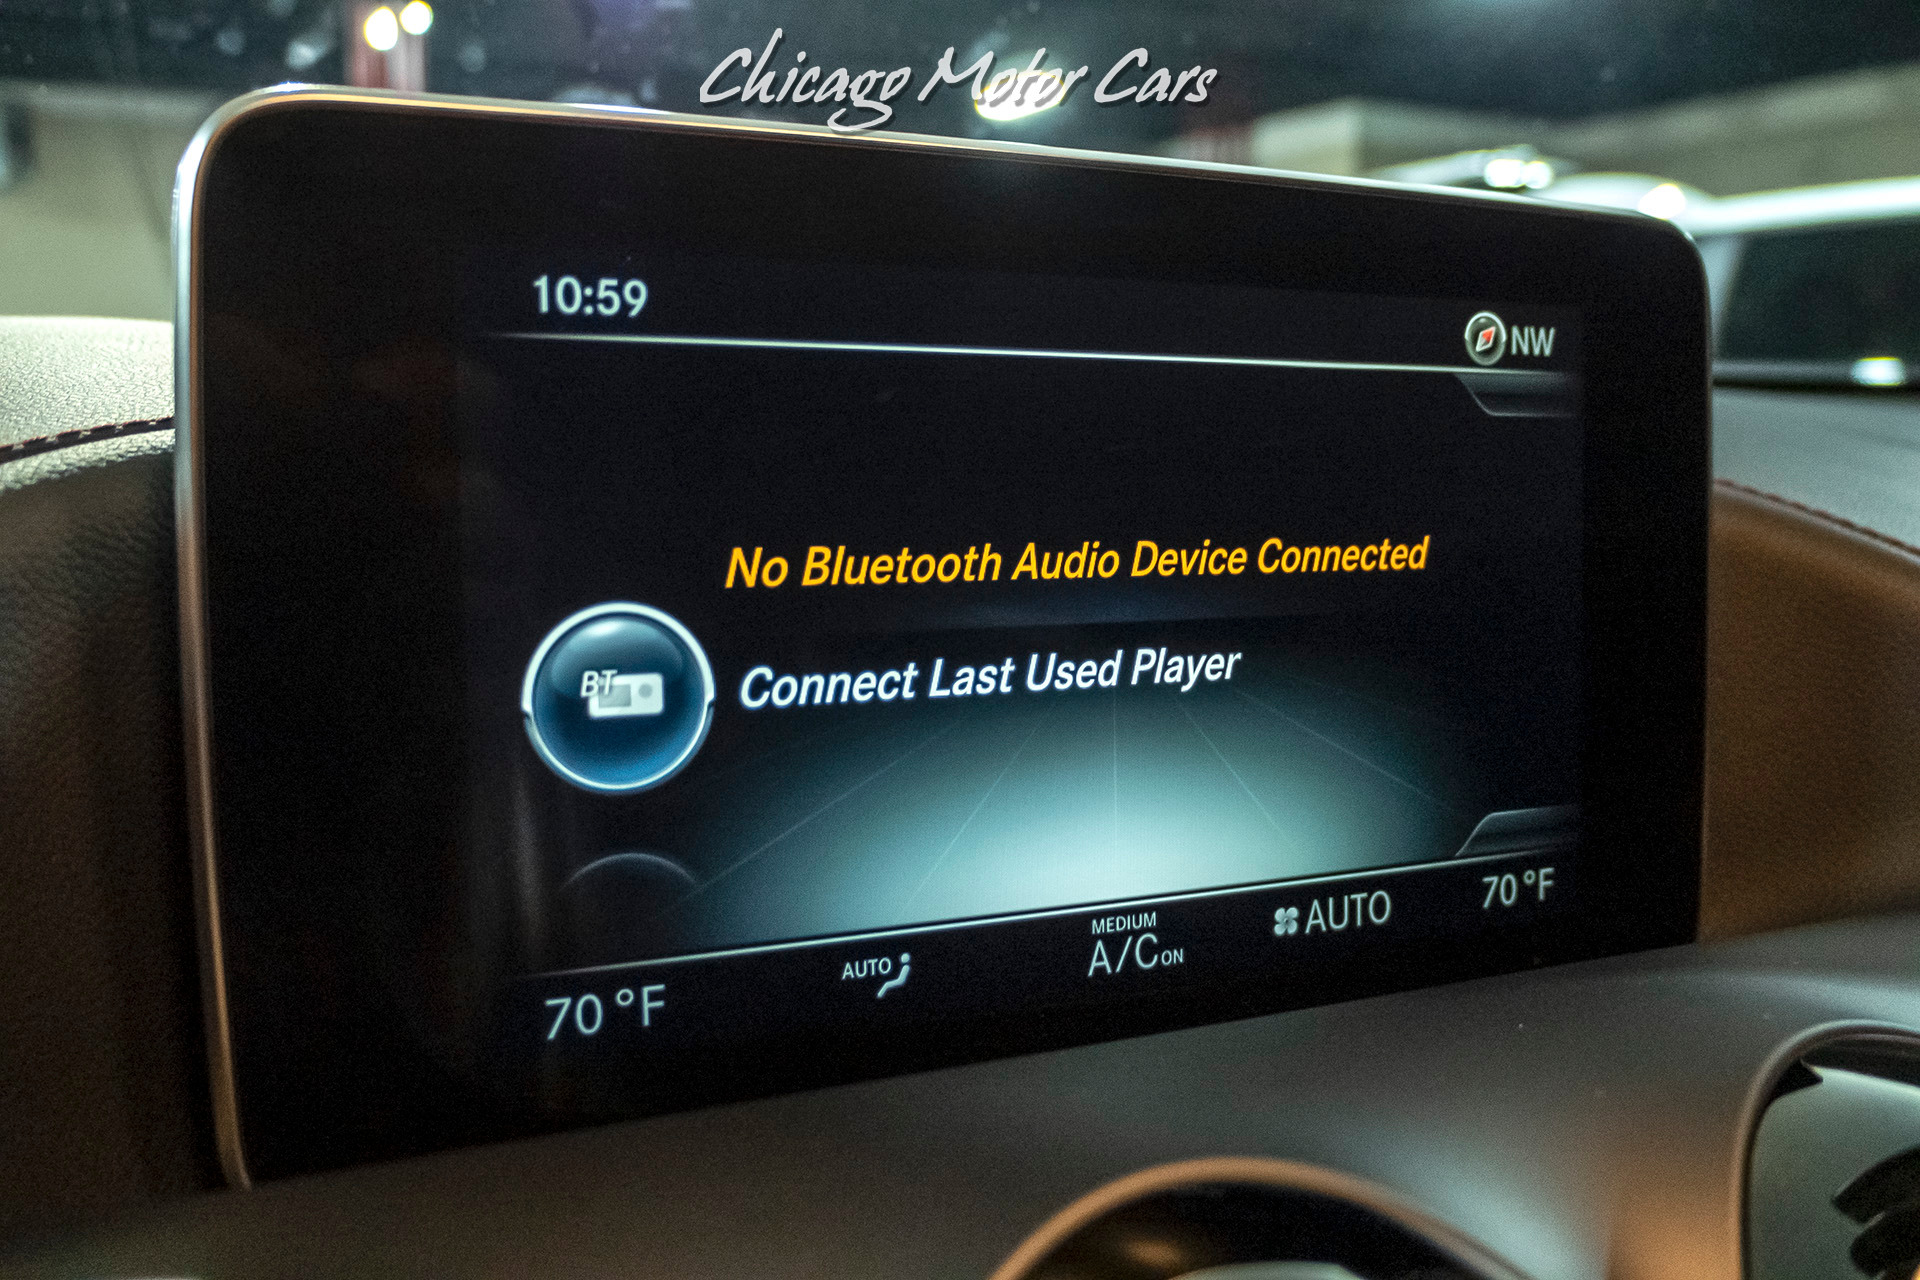 Chicago Motor Cars
10:59
NW
No Bluetooth Audio Device Connected
BT
Connect Last Used Player
70 °F
AUTO
MEDIUM
A/C ON
AUTO
70 °F